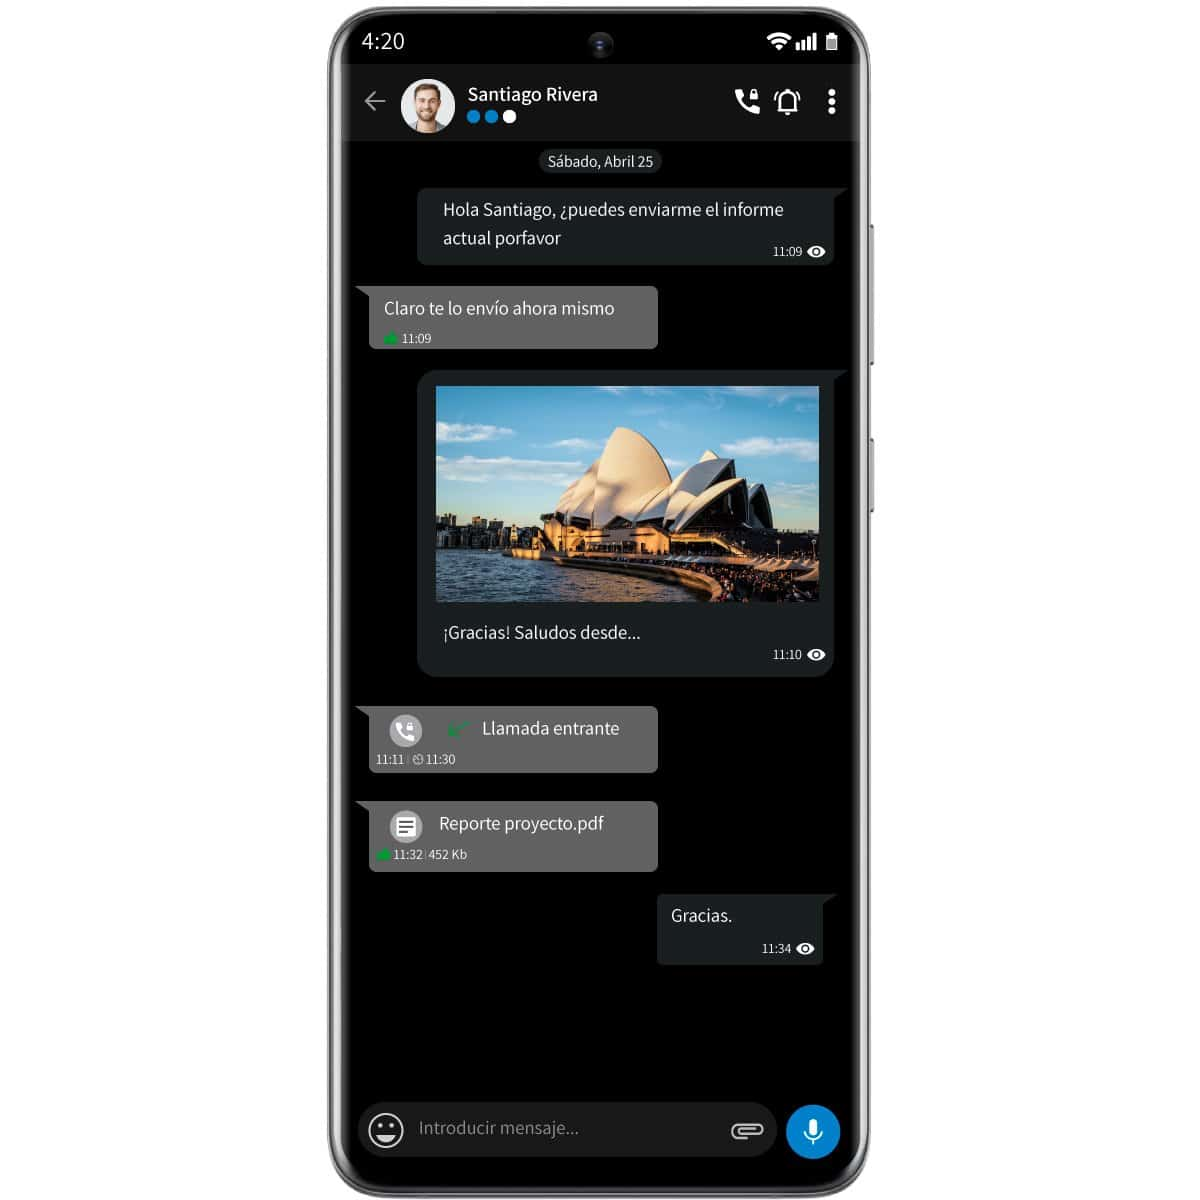 4:20
Santiago Rivera
Sábado, Abril 25
Hola Santiago, ¿puedes enviarme el informe
actual porfavor
11:09
Claro te lo envío ahora mismo
11:09
¡Gracias! Saludos desde...
11:10
Llamada entrante
11:11 | 11:30
Reporte proyecto.pdf
11:32 | 452 Kb
Gracias.
11:34
Introducir mensaje...